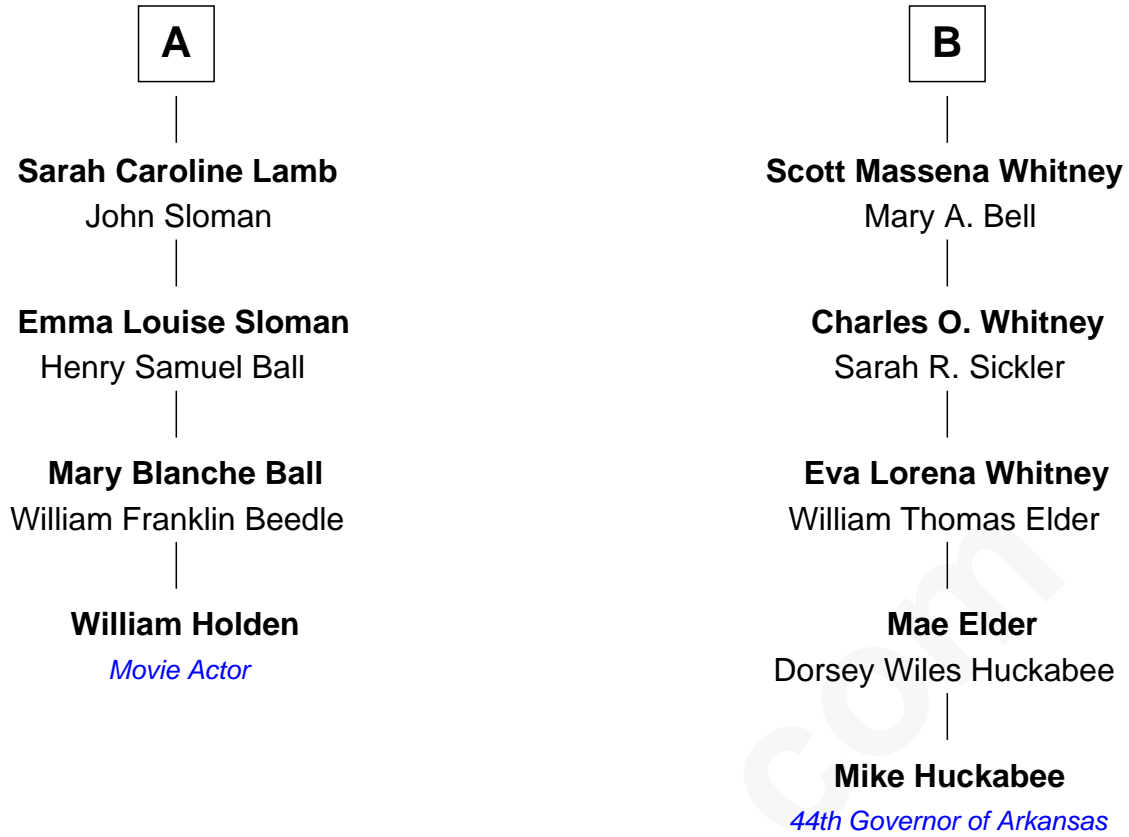 A
Sarah Caroline Lamb
John Sloman
Emma Louise Sloman
Henry Samuel Ball
Mary Blanche Ball
William Franklin Beedle
William Holden
Movie Actor
B
Scott Massena Whitney
Mary A. Bell
Charles O. Whitney
Sarah R. Sickler
Eva Lorena Whitney
William Thomas Elder
Mae Elder
Dorsey Wiles Huckabee
Mike Huckabee
44th Governor of Arkansas
com